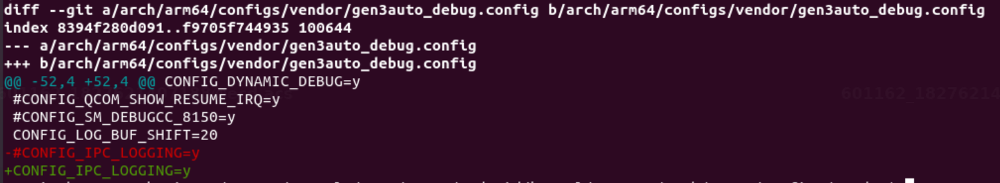 diff --git a/arch/arm64/configs/vendor/gen3auto_debug.config b/arch/arm64/configs/vendor/gen3auto_debug.config
index 8394f280d091..f9705f744935 100644
--- a/arch/arm64/configs/vendor/gen3auto_debug.config
+++ b/arch/arm64/configs/vendor/gen3auto_debug.config
@@ -52,4 +52,4 @@ CONFIG_DYNAMIC_DEBUG=y
 #CONFIG_QCOM_SHOW_RESUME_IRQ=y
 #CONFIG_SM_DEBUGCC_8150=y
 CONFIG_LOG_BUF_SHIFT=20
-#CONFIG_IPC_LOGGING=y
+CONFIG_IPC_LOGGING=y